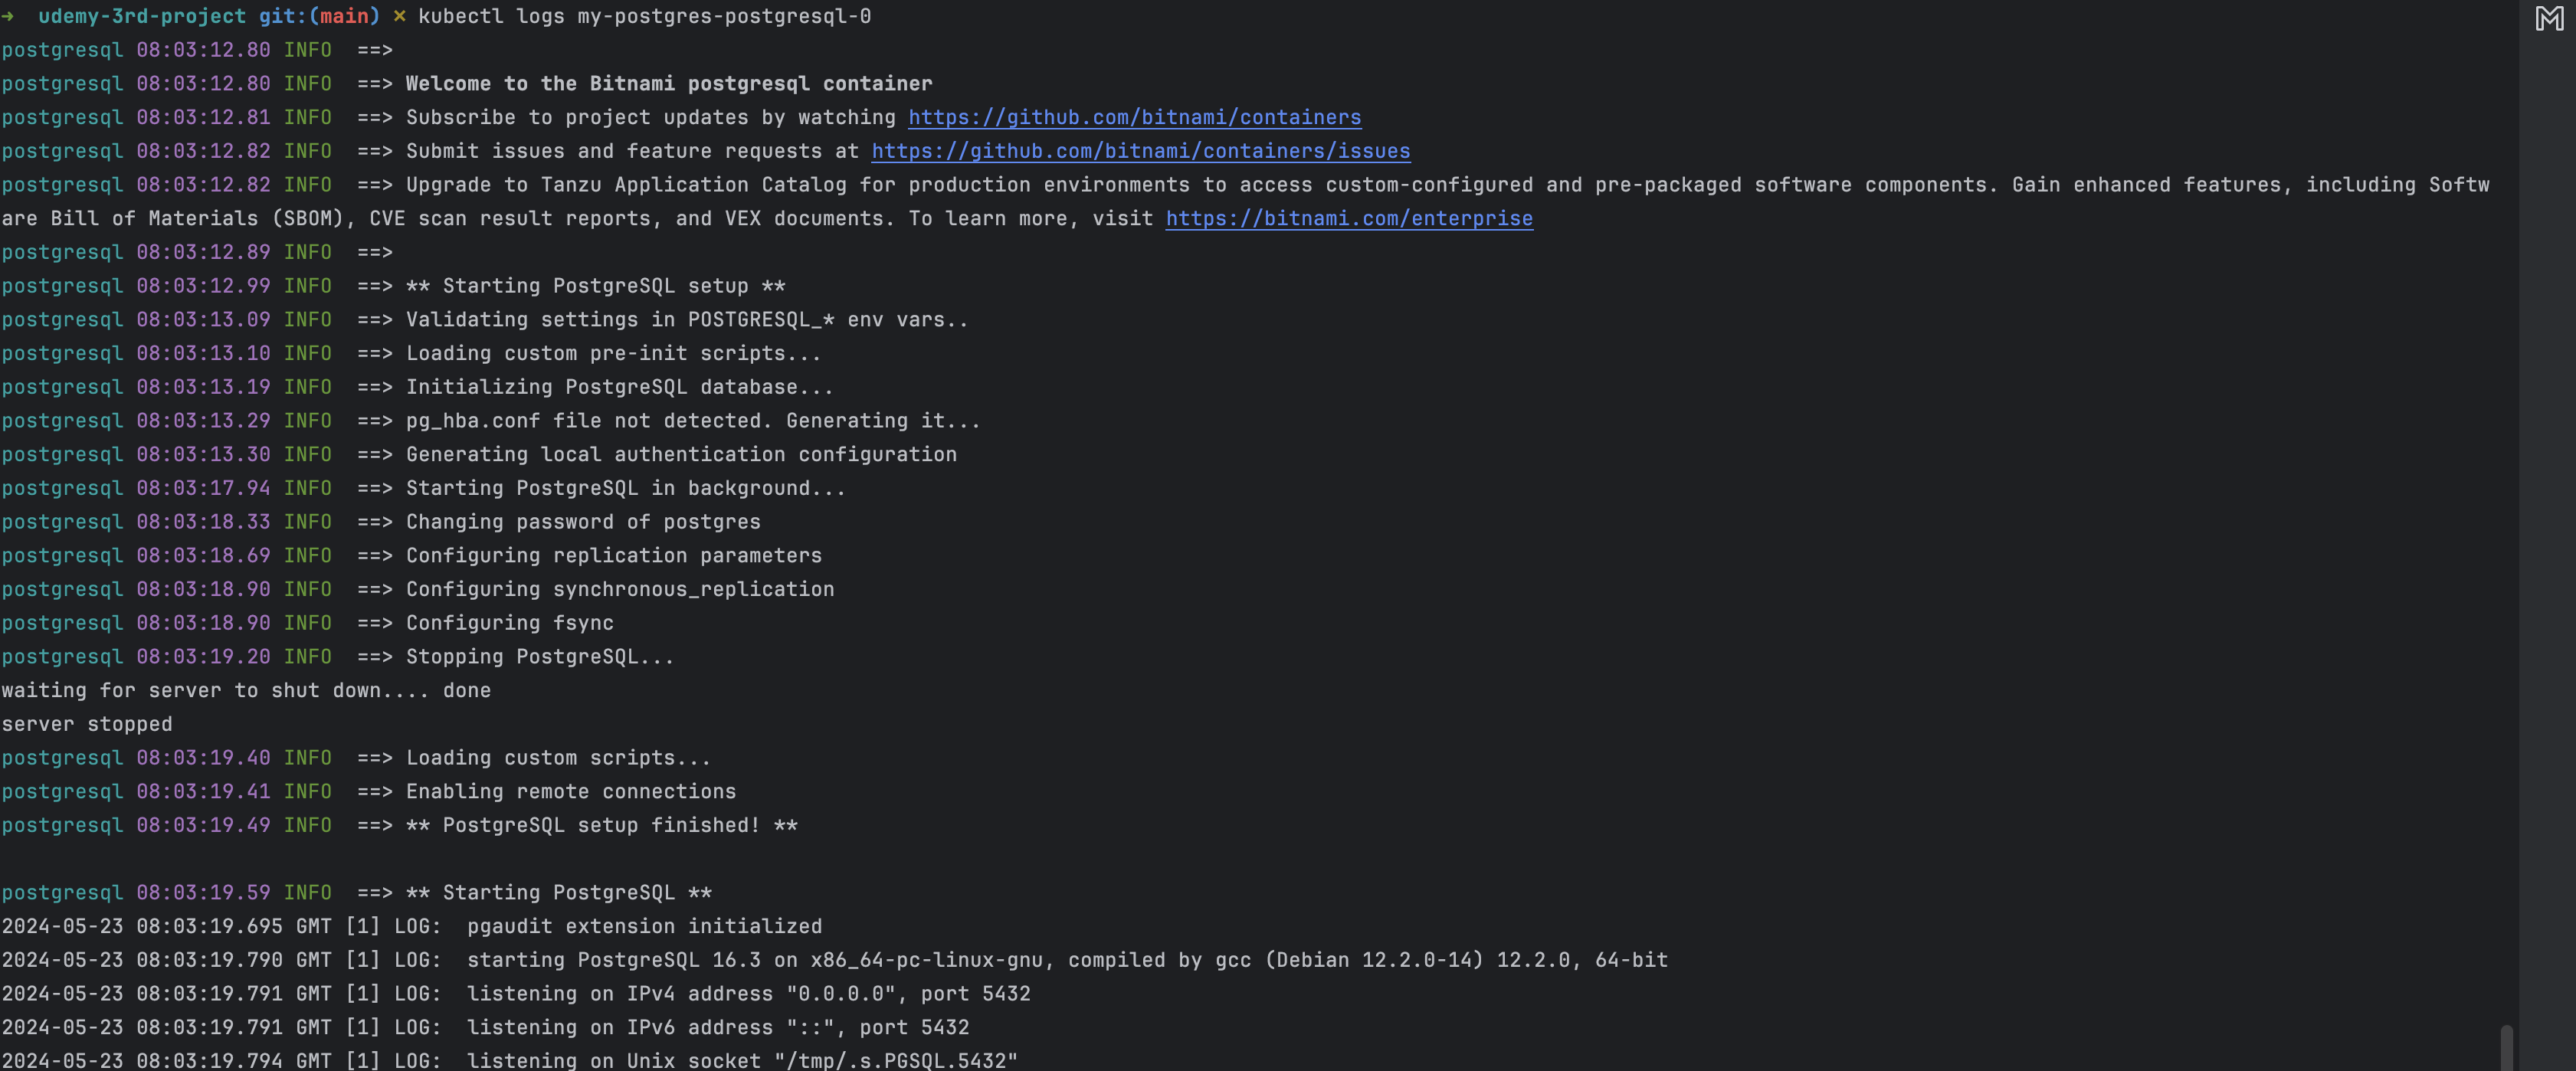 → udemy-3rd-project git:(main) × kubectl logs my-postgres-postgresql-0
postgresql 08:03:12.80 INFO  ==>
postgresql 08:03:12.80 INFO  ==> Welcome to the Bitnami postgresql container
postgresql 08:03:12.81 INFO  ==> Subscribe to project updates by watching https://github.com/bitnami/containers
postgresql 08:03:12.82 INFO  ==> Submit issues and feature requests at https://github.com/bitnami/containers/issues
postgresql 08:03:12.82 INFO  ==> Upgrade to Tanzu Application Catalog for production environments to access custom-configured and pre-packaged software components. Gain enhanced features, including Softw
are Bill of Materials (SBOM), CVE scan result reports, and VEX documents. To learn more, visit https://bitnami.com/enterprise
postgresql 08:03:12.89 INFO  ==>
postgresql 08:03:12.99 INFO  ==> ** Starting PostgreSQL setup **
postgresql 08:03:13.09 INFO  ==> Validating settings in POSTGRESQL_* env vars..
postgresql 08:03:13.10 INFO  ==> Loading custom pre-init scripts...
postgresql 08:03:13.19 INFO  ==> Initializing PostgreSQL database...
postgresql 08:03:13.29 INFO  ==> pg_hba.conf file not detected. Generating it...
postgresql 08:03:13.30 INFO  ==> Generating local authentication configuration
postgresql 08:03:17.94 INFO  ==> Starting PostgreSQL in background...
postgresql 08:03:18.33 INFO  ==> Changing password of postgres
postgresql 08:03:18.69 INFO  ==> Configuring replication parameters
postgresql 08:03:18.90 INFO  ==> Configuring synchronous_replication
postgresql 08:03:18.90 INFO  ==> Configuring fsync
postgresql 08:03:19.20 INFO  ==> Stopping PostgreSQL...
waiting for server to shut down.... done
server stopped
postgresql 08:03:19.40 INFO  ==> Loading custom scripts...
postgresql 08:03:19.41 INFO  ==> Enabling remote connections
postgresql 08:03:19.49 INFO  ==> ** PostgreSQL setup finished! **
postgresql 08:03:19.59 INFO  ==> ** Starting PostgreSQL **
2024-05-23 08:03:19.695 GMT [1] LOG:  pgaudit extension initialized
2024-05-23 08:03:19.790 GMT [1] LOG:  starting PostgreSQL 16.3 on x86_64-pc-linux-gnu, compiled by gcc (Debian 12.2.0-14) 12.2.0, 64-bit
2024-05-23 08:03:19.791 GMT [1] LOG:  listening on IPv4 address "0.0.0.0", port 5432
2024-05-23 08:03:19.791 GMT [1] LOG:  listening on IPv6 address "::", port 5432
2024-05-23 08:03:19.794 GMT [1] LOG:  listening on Unix socket "/tmp/.s.PGSQL.5432"